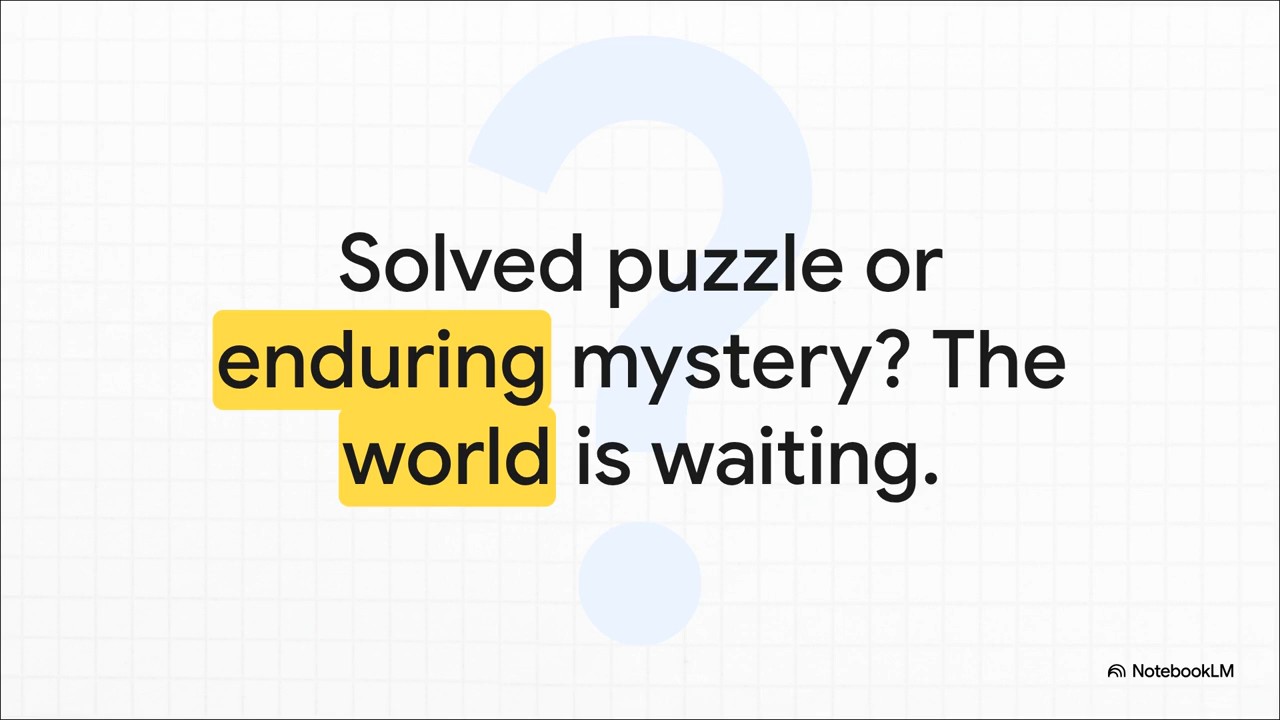 Solved puzzle or
enduring mystery? The
world is waiting.
NotebookLM